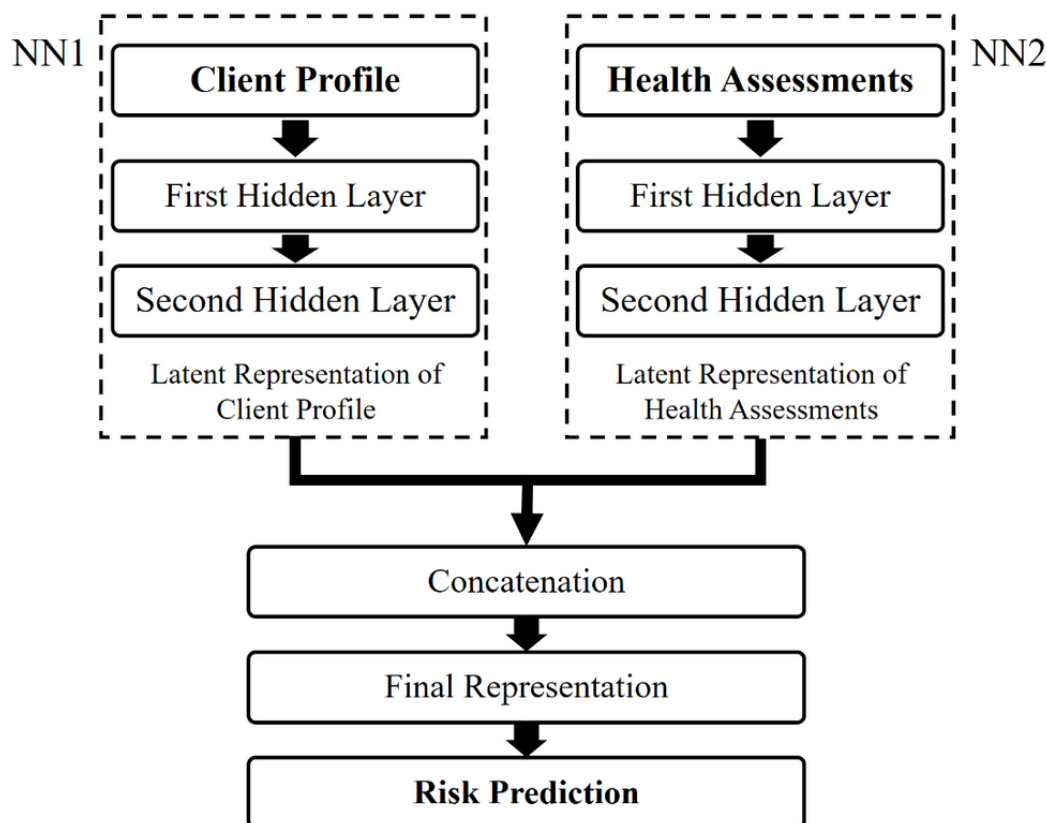 NN1
Client Profile
First Hidden Layer
Second Hidden Layer
Latent Representation of
Client Profile
NN2
Health Assessments
First Hidden Layer
Second Hidden Layer
Latent Representation of
Health Assessments
Concatenation
Final Representation
Risk Prediction